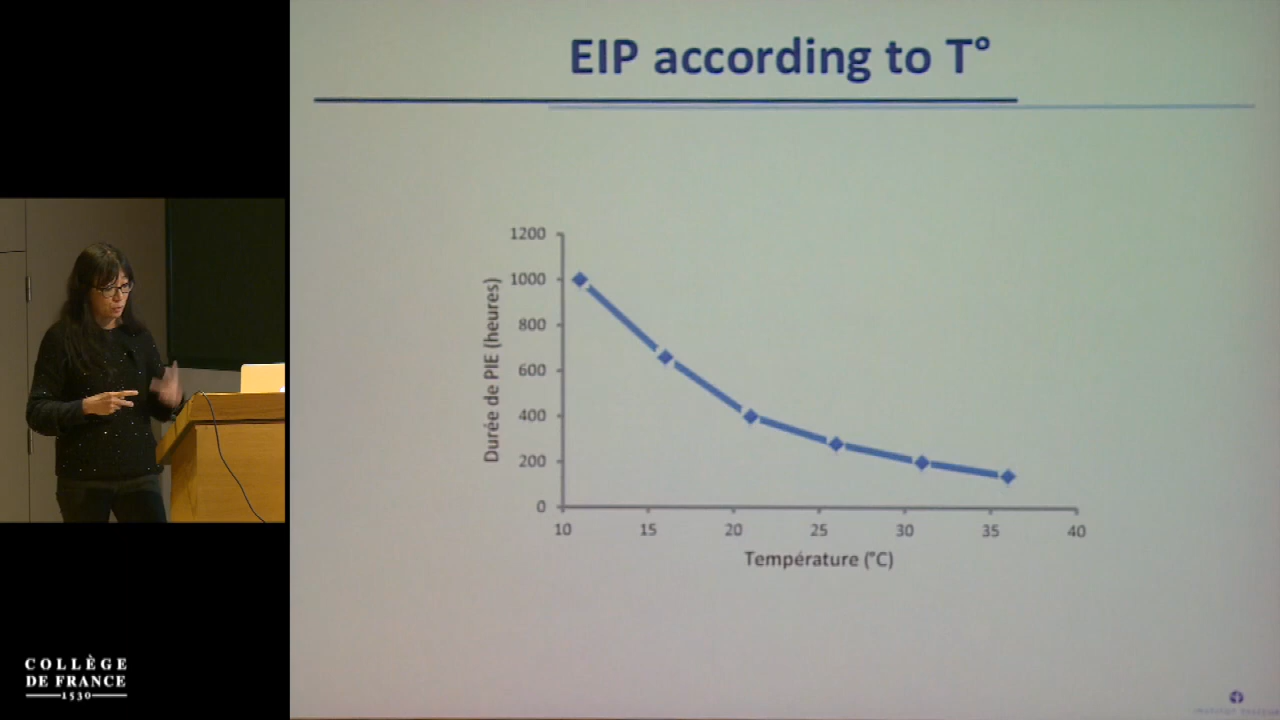 EIP according to T°
1200
1000
800
600
400
200
0
Durée de PIE (heures)
10 15 20 25 30 35 40
Température (°C)
COLLÈGE
DE FRANCE
1530